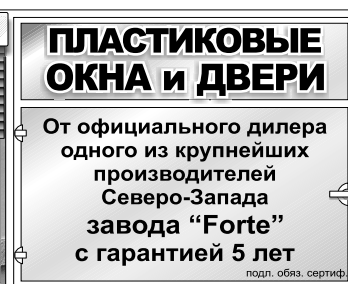 ПЛАСТИКОВЫЕ
ОКНА и ДВЕРИ
От официального дилера
одного из крупнейших
производителей
Северо-Запада
завода “Forte”
с гарантией 5 лет
подл. обяз. сертиф.